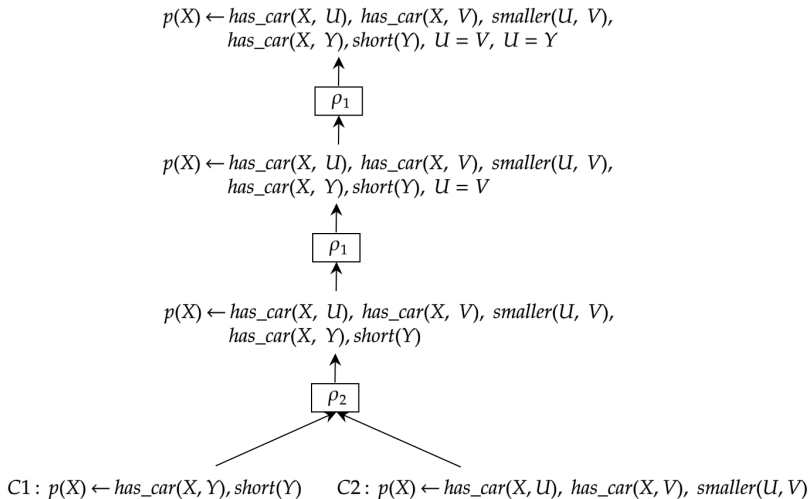 p(X) ← has_car(X, U), has_car(X, V), smaller(U, V),
has_car(X, Y), short(Y), U = V, U = Y
ρ₁
p(X) ← has_car(X, U), has_car(X, V), smaller(U, V),
has_car(X, Y), short(Y), U = V
ρ₁
p(X) ← has_car(X, U), has_car(X, V), smaller(U, V),
has_car(X, Y), short(Y)
ρ₂
C1 : p(X) ← has_car(X, Y), short(Y) C2 : p(X) ← has_car(X, U), has_car(X, V), smaller(U, V)